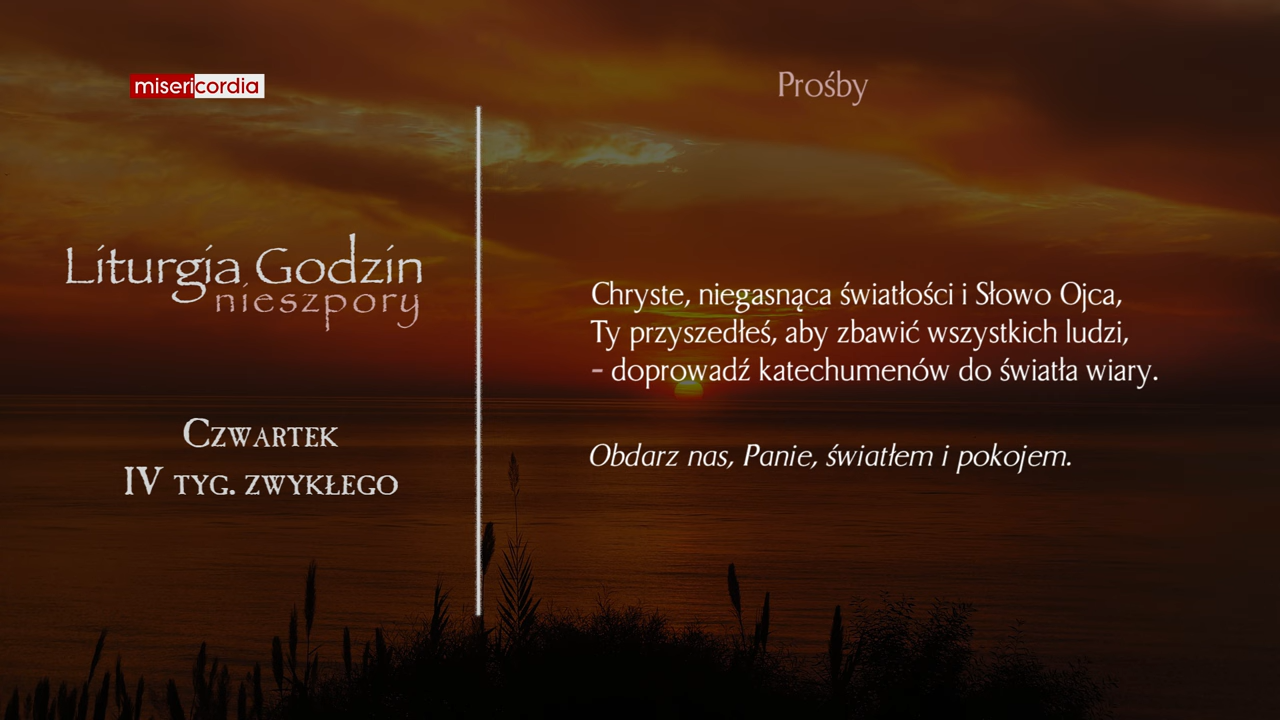 misericordia
Liturgia Godzin
nieszpory
Czwartek
IV tyg. zwykłego
Prośby
Chryste, niegasnąca światłości i Słowo Ojca,
Ty przyszedłeś, aby zbawić wszystkich ludzi,
- doprowadź katechumenów do światła wiary.
Obdarz nas, Panie, światłem i pokojem.